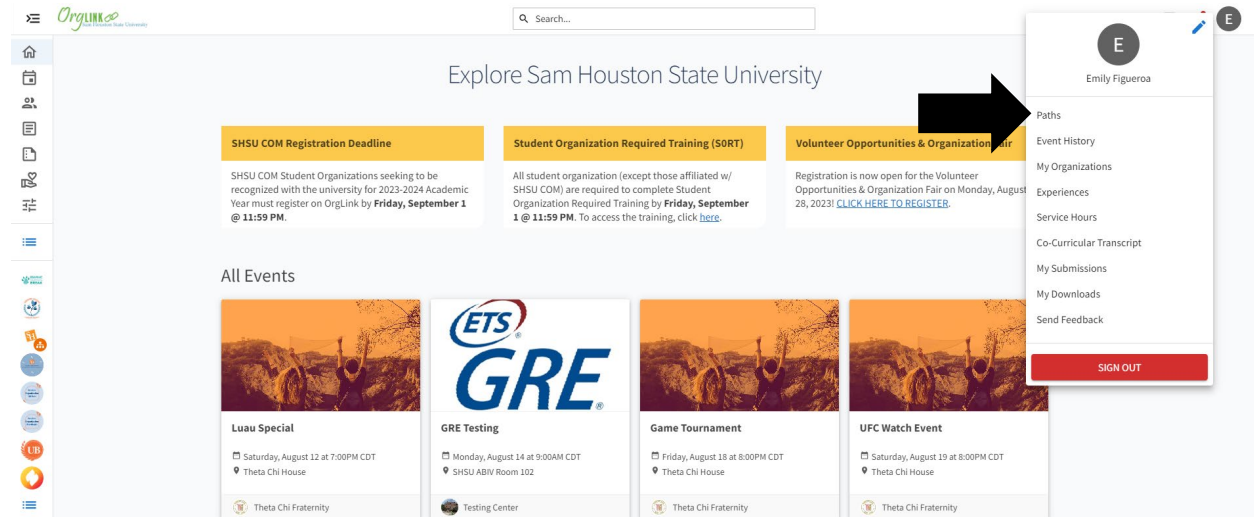 OrgLINK
Sam Houston State University
Search...
E
E
Emily Figueroa
Paths
Event History
My Organizations
Experiences
Service Hours
Co-Curricular Transcript
My Submissions
My Downloads
Send Feedback
SIGN OUT
Explore Sam Houston State University
SHSU COM Registration Deadline
SHSU COM Student Organizations seeking to be
recognized with the university for 2023-2024 Academic
Year must register on OrgLink by Friday, September 1
@ 11:59 PM.
Student Organization Required Training (S0RT)
All student organization (except those affiliated w/
SHSU COM) are required to complete Student
Organization Required Training by Friday, September
1 @ 11:59 PM. To access the training, click here.
Volunteer Opportunities & Organization
Registration is now open for the Volunteer
Opportunities & Organization Fair on Monday, August
28, 2023! CLICK HERE TO REGISTER.
All Events
ETS
GRE
Luau Special
Saturday, August 12 at 7:00PM CDT
Theta Chi House
Theta Chi Fraternity
GRE Testing
Monday, August 14 at 9:00AM CDT
SHSU ABIV Room 102
Testing Center
Game Tournament
Friday, August 18 at 8:00PM CDT
Theta Chi House
Theta Chi Fraternity
UFC Watch Event
Saturday, August 19 at 8:00PM CDT
Theta Chi House
Theta Chi Fraternity
UB